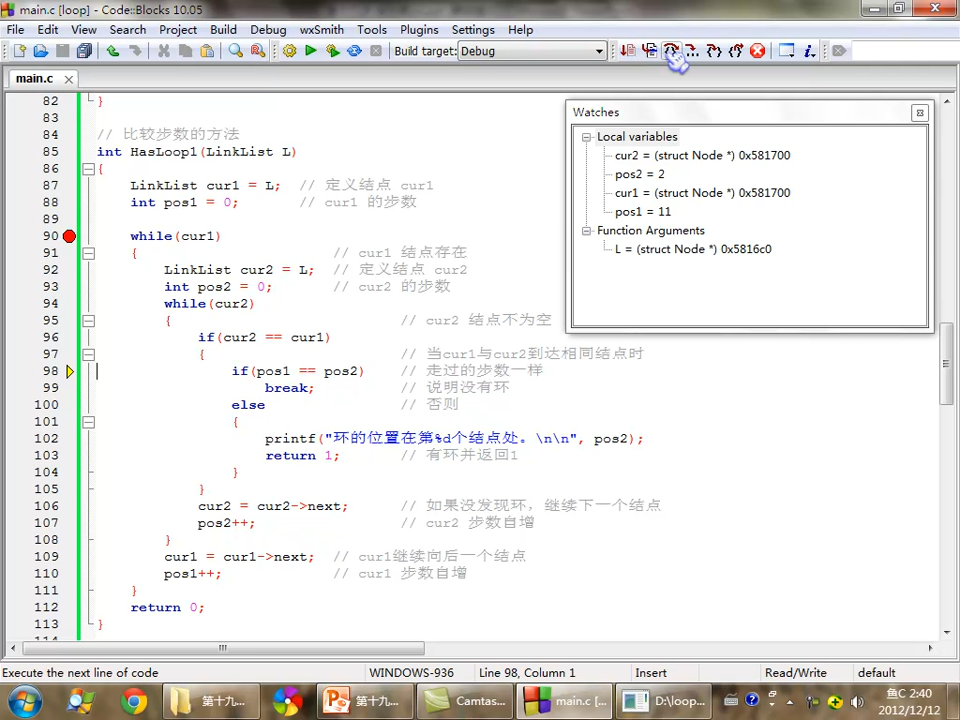 main.c [loop] - Code::Blocks 10.05
File Edit View Search Project Build Debug wxSmith Tools Plugins Settings Help
Build target: Debug
main.c
82 }
83
84 // 比较步数的方法
85 int HasLoop1(LinkList L)
86 {
87 LinkList cur1 = L; // 定义结点 cur1
88 int pos1 = 0; // cur1 的步数
89
90 while(cur1)
91 { // cur1 结点存在
92 LinkList cur2 = L; // 定义结点 cur2
93 int pos2 = 0; // cur2 的步数
94 while(cur2)
95 { // cur2 结点不为空
96 if(cur2 == cur1)
97 { // 当cur1与cur2到达相同结点时
98 if(pos1 == pos2) // 走过的步数一样
99 break; // 说明没有环
100 else // 否则
101 {
102 printf("环的位置在第%d个结点处。\n\n", pos2);
103 return 1; // 有环并返回1
104 }
105 }
106 cur2 = cur2->next; // 如果没发现环，继续下一个结点
107 pos2++; // cur2 步数自增
108 }
109 cur1 = cur1->next; // cur1继续向后一个结点
110 pos1++; // cur1 步数自增
111 }
112 return 0;
113 }
Watches
Local variables
cur2 = (struct Node *) 0x581700
pos2 = 2
cur1 = (struct Node *) 0x581700
pos1 = 11
Function Arguments
L = (struct Node *) 0x5816c0
Execute the next line of code WINDOWS-936 Line 98, Column 1 Insert Read/Write default
第十九... 第十九... Camtas... main.c [... D:\loop... 鱼C 2:40
2012/12/12